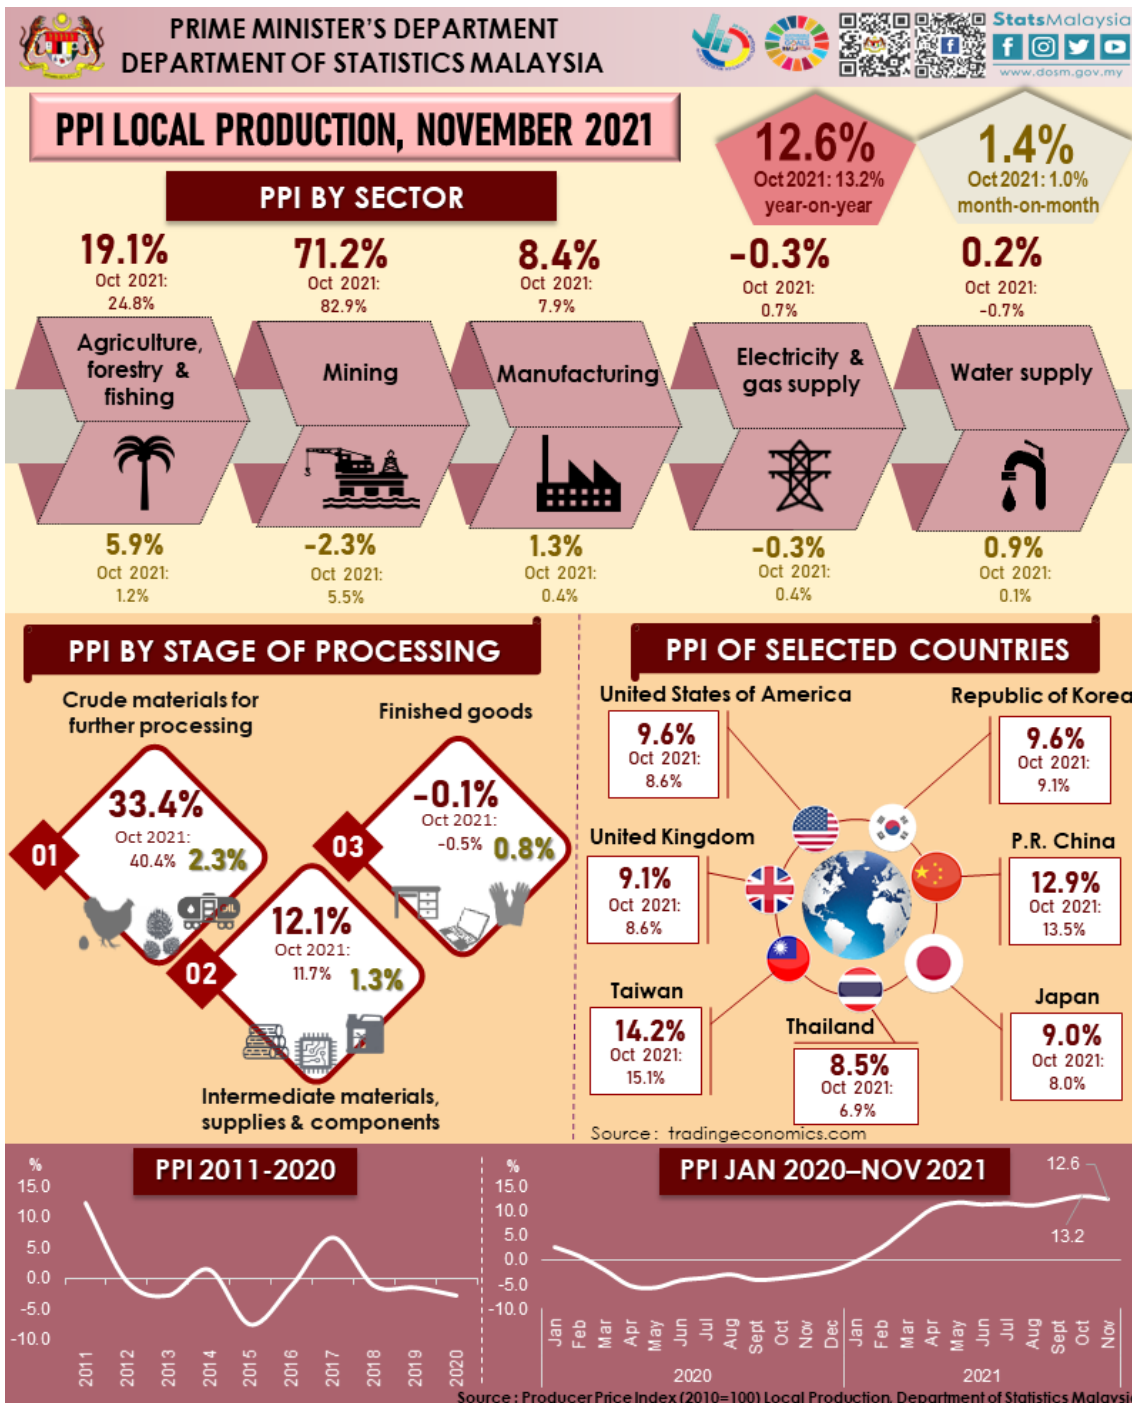 PRIME MINISTER'S DEPARTMENT
DEPARTMENT OF STATISTICS MALAYSIA
StatsMalaysia
www.dosm.gov.my
PPI LOCAL PRODUCTION, NOVEMBER 2021
12.6%
Oct 2021: 13.2%
year-on-year
1.4%
Oct 2021: 1.0%
month-on-month
PPI BY SECTOR
19.1%
Oct 2021:
24.8%
71.2%
Oct 2021:
82.9%
8.4%
Oct 2021:
7.9%
-0.3%
Oct 2021:
0.7%
0.2%
Oct 2021:
-0.7%
Agriculture,
forestry &
fishing
Mining
Manufacturing
Electricity &
gas supply
Water supply
5.9%
Oct 2021:
1.2%
-2.3%
Oct 2021:
5.5%
1.3%
Oct 2021:
0.4%
-0.3%
Oct 2021:
0.4%
0.9%
Oct 2021:
0.1%
PPI BY STAGE OF PROCESSING
Crude materials for
further processing
01
33.4%
Oct 2021:
40.4%
2.3%
OIL
Finished goods
03
-0.1%
Oct 2021:
-0.5%
0.8%
02
12.1%
Oct 2021:
11.7%
1.3%
Intermediate materials,
supplies & components
PPI OF SELECTED COUNTRIES
United States of America
9.6%
Oct 2021:
8.6%
Republic of Korea
9.6%
Oct 2021:
9.1%
United Kingdom
9.1%
Oct 2021:
8.6%
P.R. China
12.9%
Oct 2021:
13.5%
Taiwan
14.2%
Oct 2021:
15.1%
Thailand
8.5%
Oct 2021:
6.9%
Japan
9.0%
Oct 2021:
8.0%
Source : tradingeconomics.com
PPI 2011-2020
%
15.0
10.0
5.0
0.0
-5.0
-10.0
2011 2012 2013 2014 2015 2016 2017 2018 2019 2020
PPI JAN 2020–NOV 2021
%
15.0
10.0
5.0
0.0
-5.0
-10.0
12.6
13.2
Jan Feb Mar Apr May Jun Jul Aug Sept Oct Nov Dec Jan Feb Mar Apr May Jun Jul Aug Sept Oct Nov
2020 2021
Source : Producer Price Index (2010=100) Local Production, Department of Statistics Malaysia